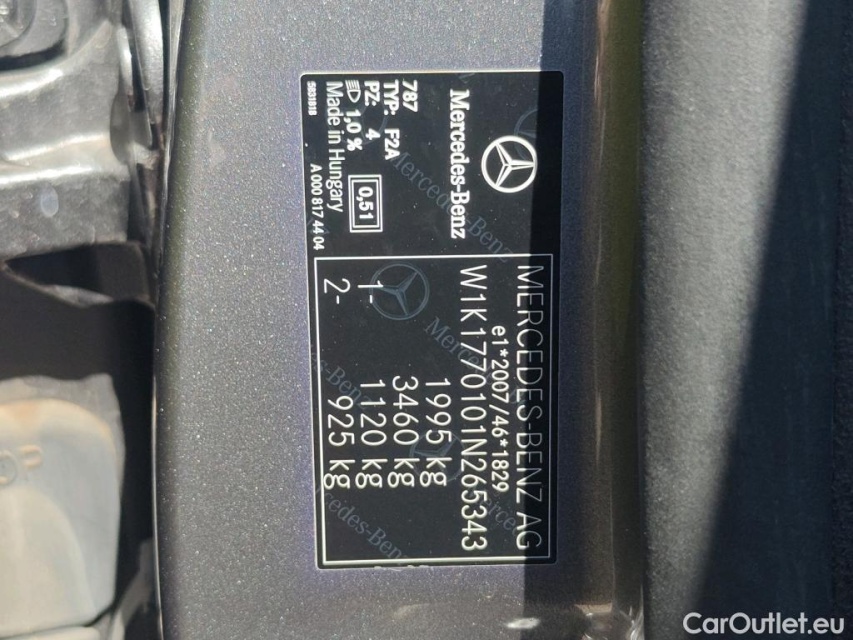 Mercedes-Benz
787
TYP: F2A
PZ: 4
1,0 %
0,51
Made in Hungary
5631818
A 000 817 44 04
MERCEDES-BENZ AG
e1*2007/46*1829
W1K1770101N265343
1995 kg
3460 kg
1- 1120 kg
2- 925 kg
CarOutlet.eu